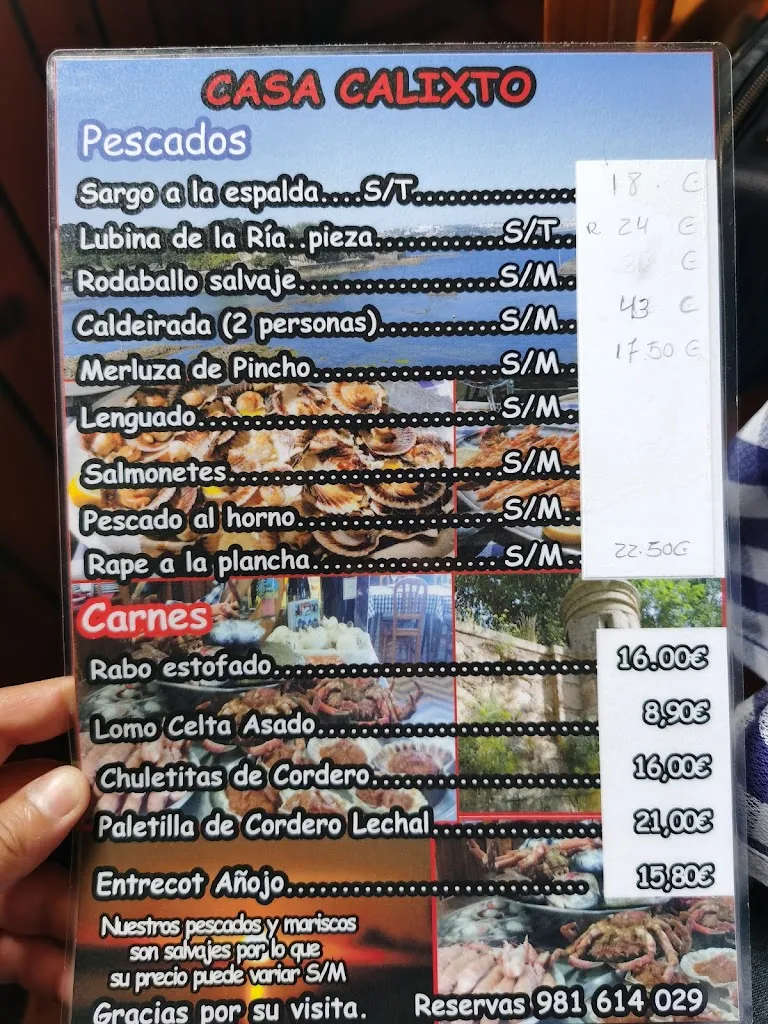 CASA CALIXTO
Pescados
Sargo a la espalda....S/T.................. 18. €
Lubina de la Ría..pieza..............S/T.. R 24 €
Rodaballo salvaje......................S/M.. €
Caldeirada (2 personas).............S/M.. 43 €
Merluza de Pincho.....................S/M.. 17.50 €
Lenguado..................................S/M..
Salmonetes..............................S/M..
Pescado al horno.......................S/M..
Rape a la plancha.....................S/M.. 22.50€
Carnes
Rabo estofado..................................... 16.00€
Lomo Celta Asado................................ 8,90€
Chuletitas de Cordero......................... 16,00€
Paletilla de Cordero Lechal................. 21,00€
Entrecot Añojo................................... 15,80€
Nuestros pescados y mariscos
son salvajes por lo que
su precio puede variar S/M
Gracias por su visita. Reservas 981 614 029